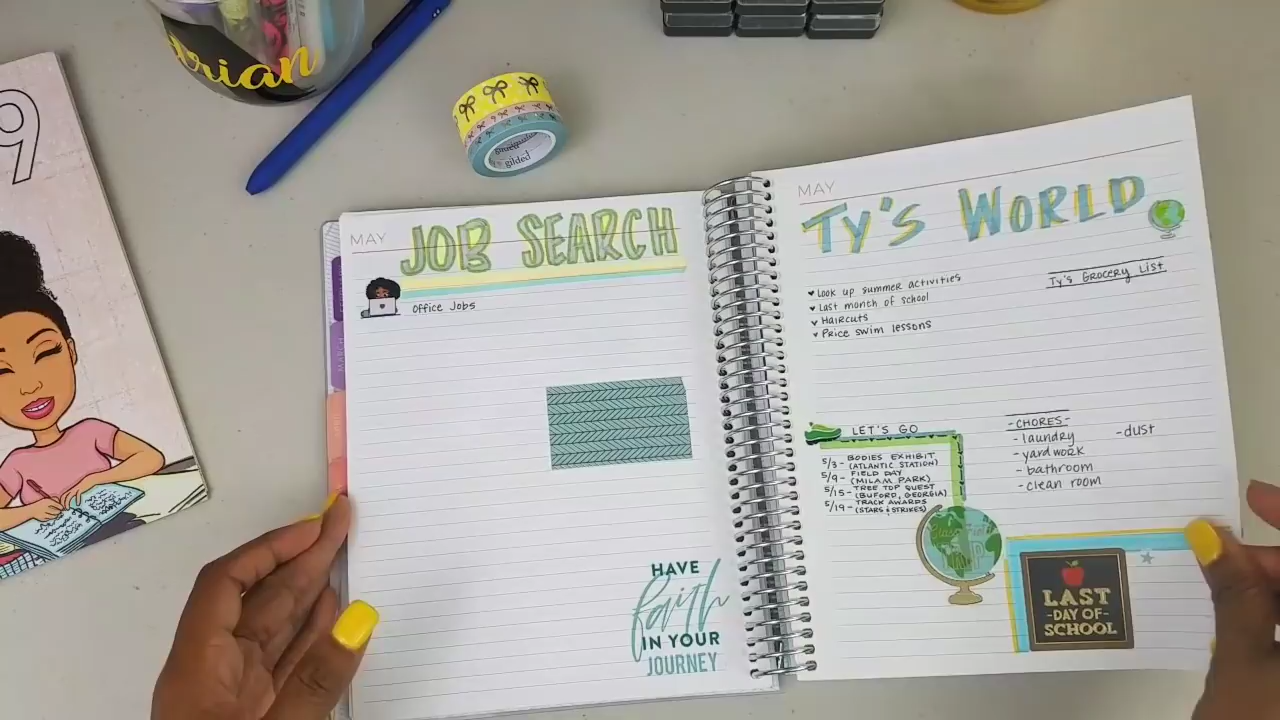 9
rian
gilded
MAY
JOB SEARCH
Office Jobs
HAVE
faith
IN YOUR
JOURNEY
MAY
TY'S WORLD
Look up summer activities
Last month of school
Haircuts
Price swim lessons
Ty's Grocery List
LET'S GO
5/3 - BODIES EXHIBIT
(ATLANTIC STATION)
5/9 - FIELD DAY
(MILAM PARK)
5/15 - TREE TOP QUEST
(BUFORD, GEORGIA)
5/19 - TRACK AWARDS
(STARS & STRIKES)
-CHORES-
- laundry
- yardwork
- bathroom
- clean room
-dust
LAST
-DAY OF-
SCHOOL
MARCH